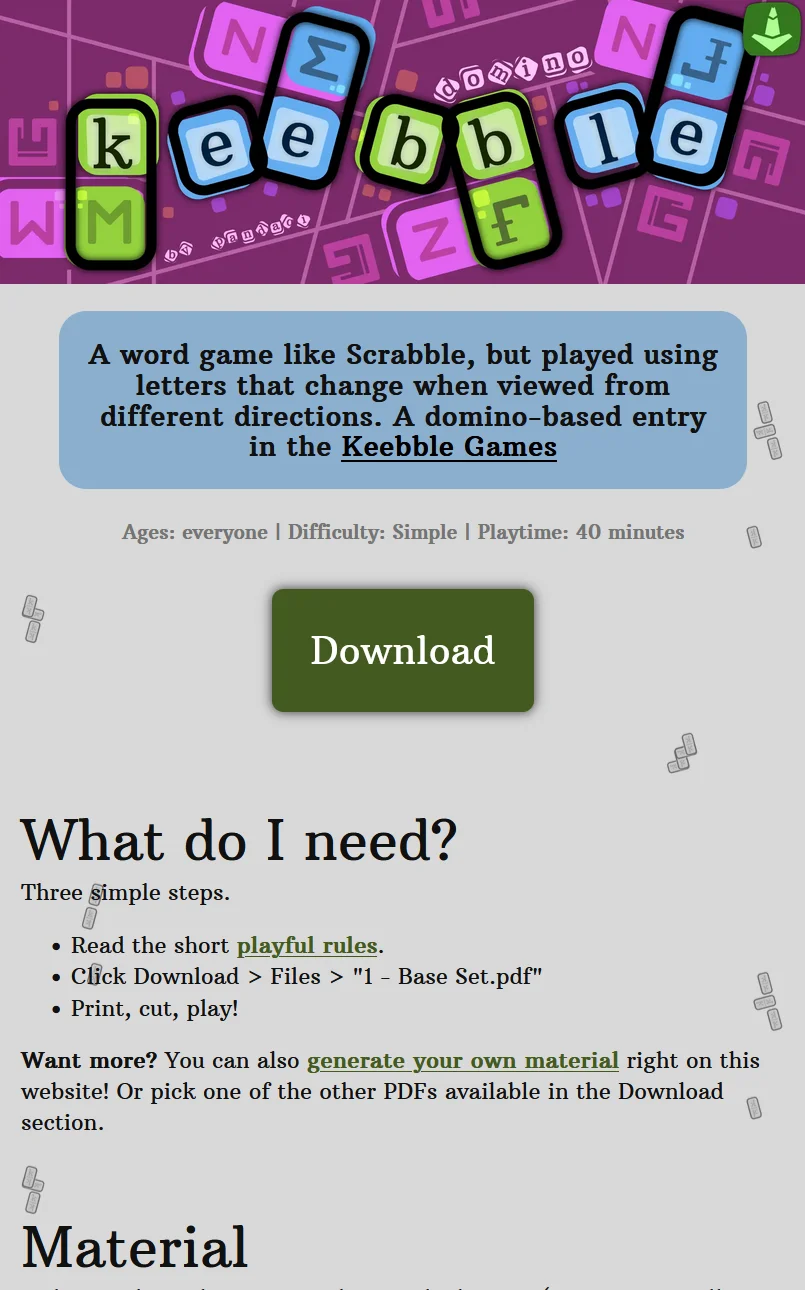 domino
keebble
by pandaqi
A word game like Scrabble, but played using
letters that change when viewed from
different directions. A domino-based entry
in the Keebble Games
Ages: everyone | Difficulty: Simple | Playtime: 40 minutes
Download
What do I need?
Three simple steps.
• Read the short playful rules.
• Click Download > Files > "1 - Base Set.pdf"
• Print, cut, play!
Want more? You can also generate your own material right on this
website! Or pick one of the other PDFs available in the Download
section.
Material